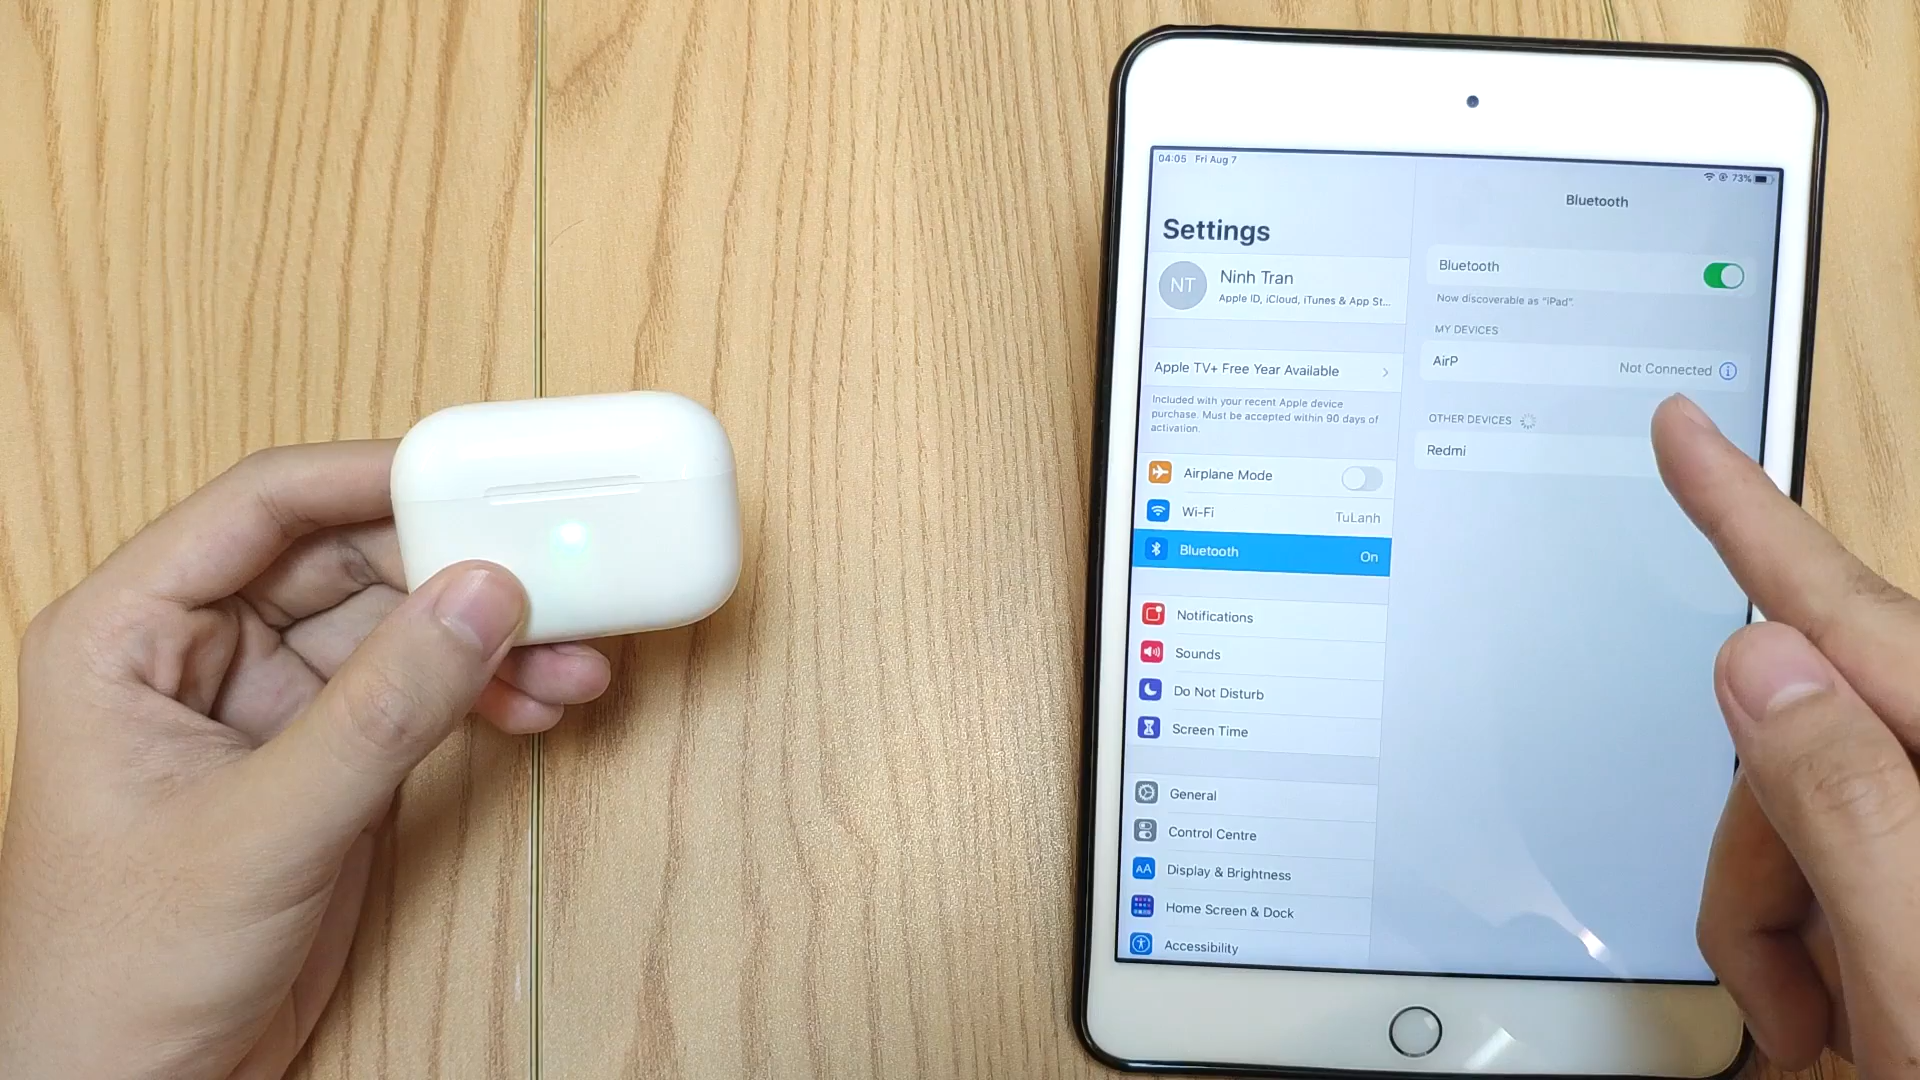 04:05 Fri Aug 7
73%
Settings
NT
Ninh Tran
Apple ID, iCloud, iTunes & App St...
Apple TV+ Free Year Available
Included with your recent Apple device
purchase. Must be accepted within 90 days of
activation.
Airplane Mode
Wi-Fi TuLanh
Bluetooth On
Notifications
Sounds
Do Not Disturb
Screen Time
General
Control Centre
AA Display & Brightness
Home Screen & Dock
Accessibility
Bluetooth
Bluetooth
Now discoverable as "iPad".
MY DEVICES
AirP Not Connected i
OTHER DEVICES
Redmi